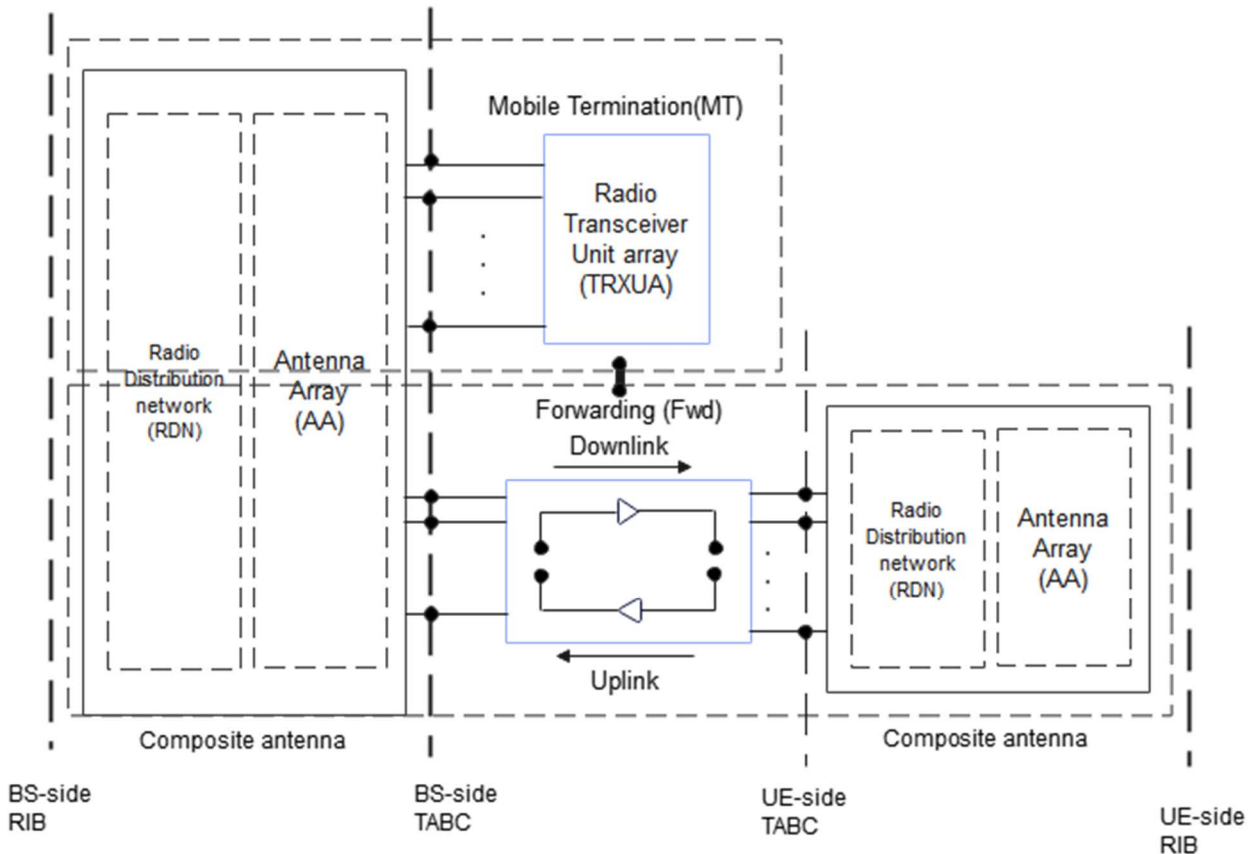 Mobile Termination(MT)
Radio
Transceiver
Unit array
(TRXUA)
Radio
Distribution
network
(RDN)
Antenna
Array
(AA)
Forwarding (Fwd)
Downlink
Uplink
Radio
Distribution
network
(RDN)
Antenna
Array
(AA)
Composite antenna
Composite antenna
BS-side
RIB
BS-side
TABC
UE-side
TABC
UE-side
RIB